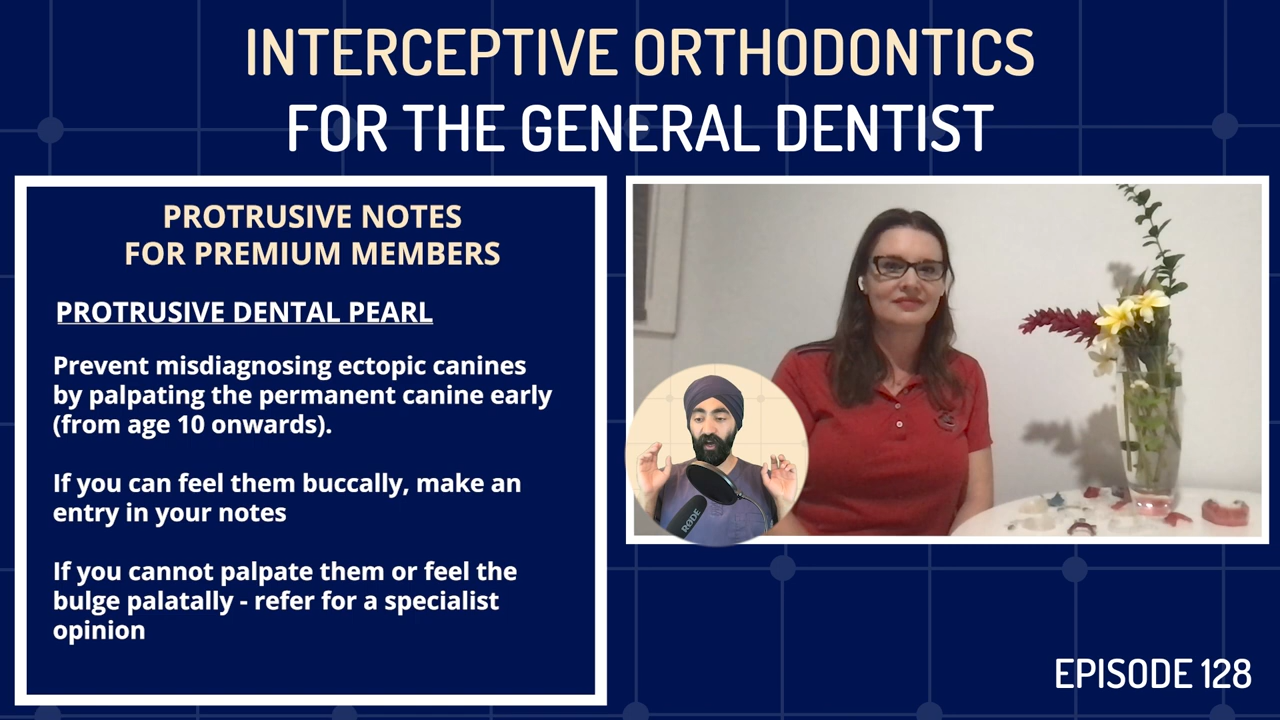 INTERCEPTIVE ORTHODONTICS
FOR THE GENERAL DENTIST
PROTRUSIVE NOTES
FOR PREMIUM MEMBERS
PROTRUSIVE DENTAL PEARL
Prevent misdiagnosing ectopic canines
by palpating the permanent canine early
(from age 10 onwards).
If you can feel them buccally, make an
entry in your notes
If you cannot palpate them or feel the
bulge palatally - refer for a specialist
opinion
RØDE
EPISODE 128